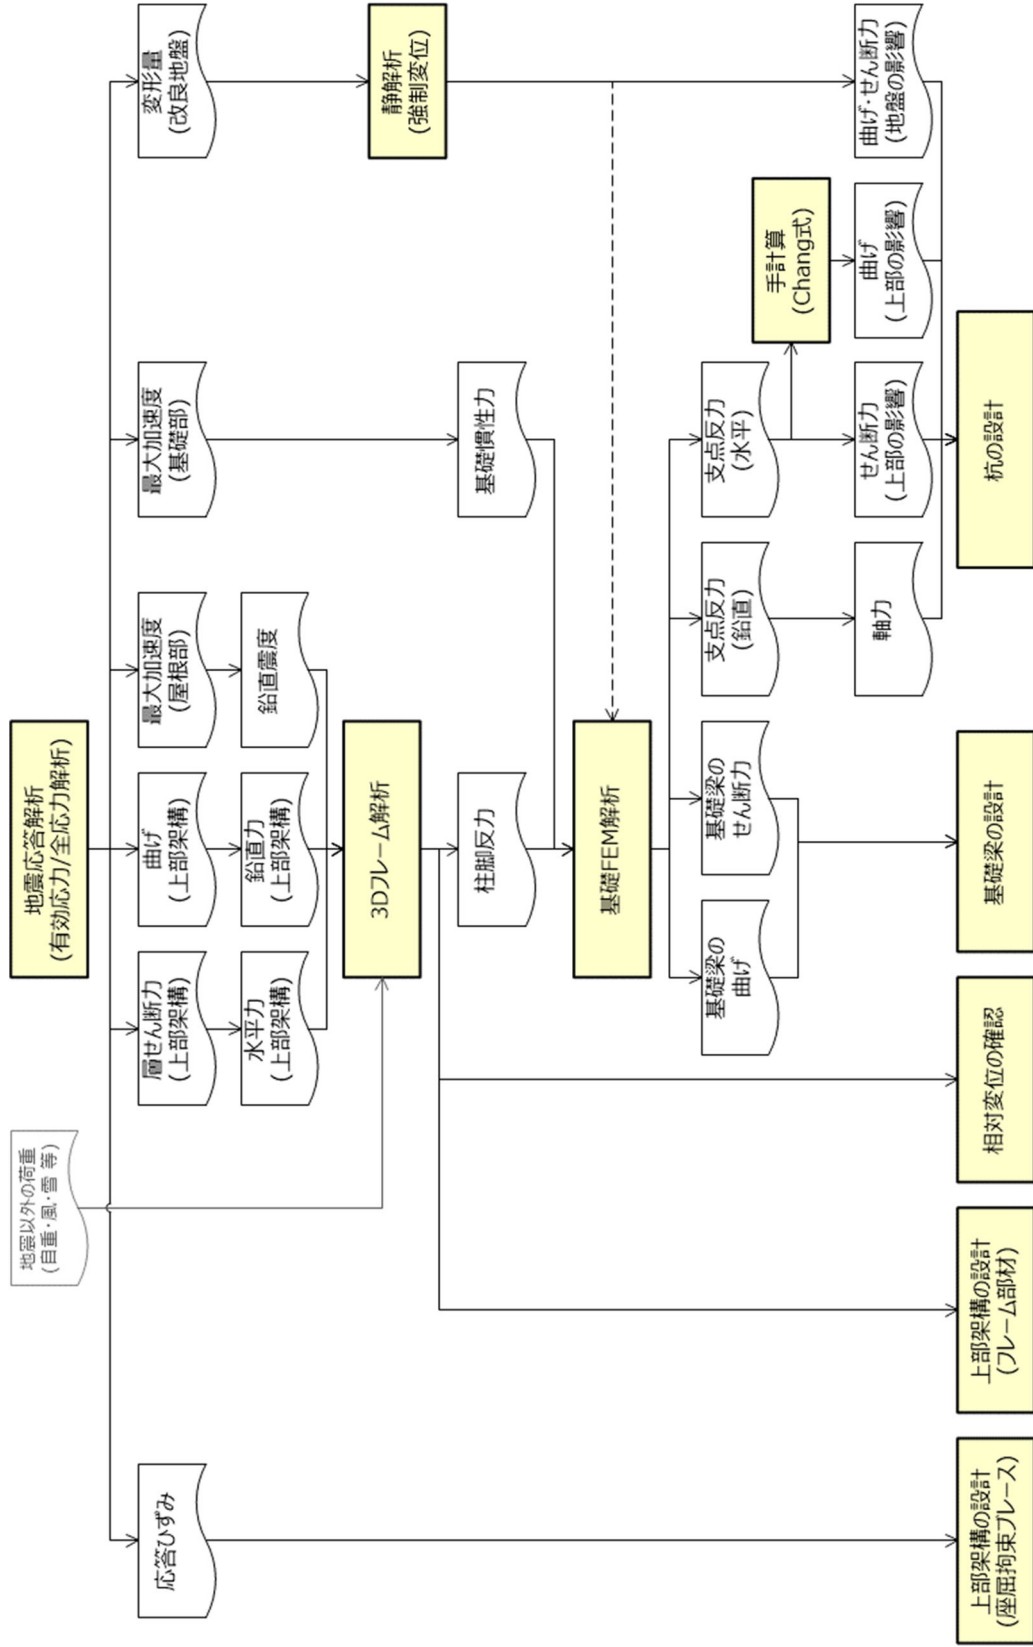 地震応答解析
(有効応力/全応力解析)
地震以外の荷重
(自重・風・雪 等)
応答ひずみ
層せん断力
(上部架構)
曲げ
(上部架構)
最大加速度
(屋根部)
最大加速度
(基礎部)
変形量
(改良地盤)
水平力
(上部架構)
鉛直力
(上部架構)
鉛直震度
3Dフレーム解析
静解析
(強制変位)
柱脚反力
基礎慣性力
基礎FEM解析
基礎梁の
曲げ
基礎梁の
せん断力
支点反力
(鉛直)
支点反力
(水平)
手計算
(Chang式)
軸力
せん断力
(上部の影響)
曲げ
(上部の影響)
曲げ・せん断力
(地盤の影響)
上部架構の設計
(座屈拘束ブレース)
上部架構の設計
(フレーム部材)
相対変位の確認
基礎梁の設計
杭の設計